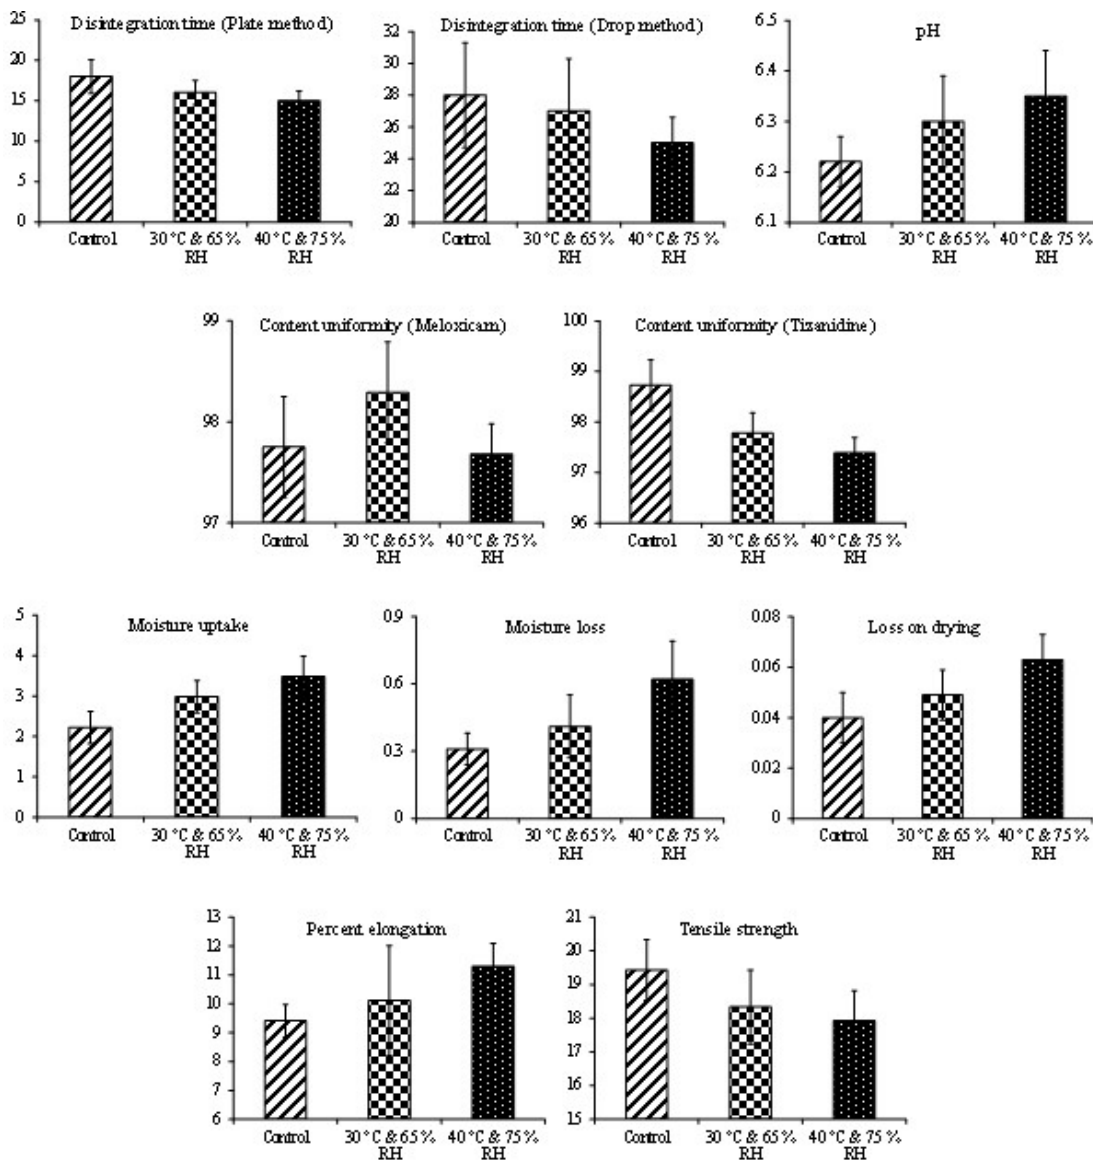 Disintegration time (Plate method)
25
20
15
10
5
0
Control
30 °C & 65 %
RH
40 °C & 75 %
RH
Disintegration time (Drop method)
32
30
28
26
24
22
20
Control
30 °C & 65 %
RH
40 °C & 75 %
RH
pH
6.5
6.4
6.3
6.2
6.1
Control
30 °C & 65 %
RH
40 °C & 75 %
RH
Content uniformity (Meloxicam)
99
98
97
Control
30 °C & 65 %
RH
40 °C & 75 %
RH
Content uniformity (Tizanidine)
100
99
98
97
96
Control
30 °C & 65 %
RH
40 °C & 75 %
RH
Moisture uptake
5
4
3
2
1
0
Control
30 °C & 65 %
RH
40 °C & 75 %
RH
Moisture loss
0.9
0.6
0.3
0
Control
30 °C & 65 %
RH
40 °C & 75 %
RH
Loss on drying
0.08
0.06
0.04
0.02
0
Control
30 °C & 65 %
RH
40 °C & 75 %
RH
Percent elongation
13
12
11
10
9
8
7
6
Control
30 °C & 65 %
RH
40 °C & 75 %
RH
Tensile strength
21
20
19
18
17
16
15
Control
30 °C & 65 %
RH
40 °C & 75 %
RH